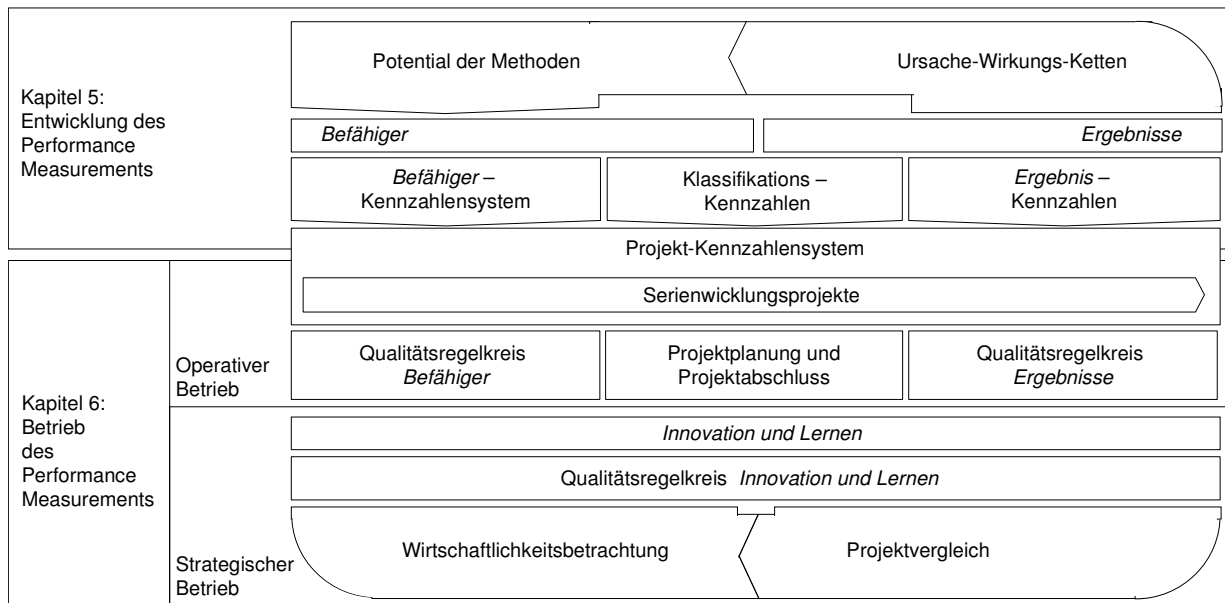 Kapitel 5:
Entwicklung des
Performance
Measurements
Potential der Methoden
Ursache-Wirkungs-Ketten
Befähiger
Ergebnisse
Befähiger –
Kennzahlensystem
Klassifikations –
Kennzahlen
Ergebnis –
Kennzahlen
Projekt-Kennzahlensystem
Serienwicklungsprojekte
Kapitel 6:
Betrieb
des
Performance
Measurements
Operativer
Betrieb
Qualitätsregelkreis
Befähiger
Projektplanung und
Projektabschluss
Qualitätsregelkreis
Ergebnisse
Strategischer
Betrieb
Innovation und Lernen
Qualitätsregelkreis Innovation und Lernen
Wirtschaftlichkeitsbetrachtung
Projektvergleich